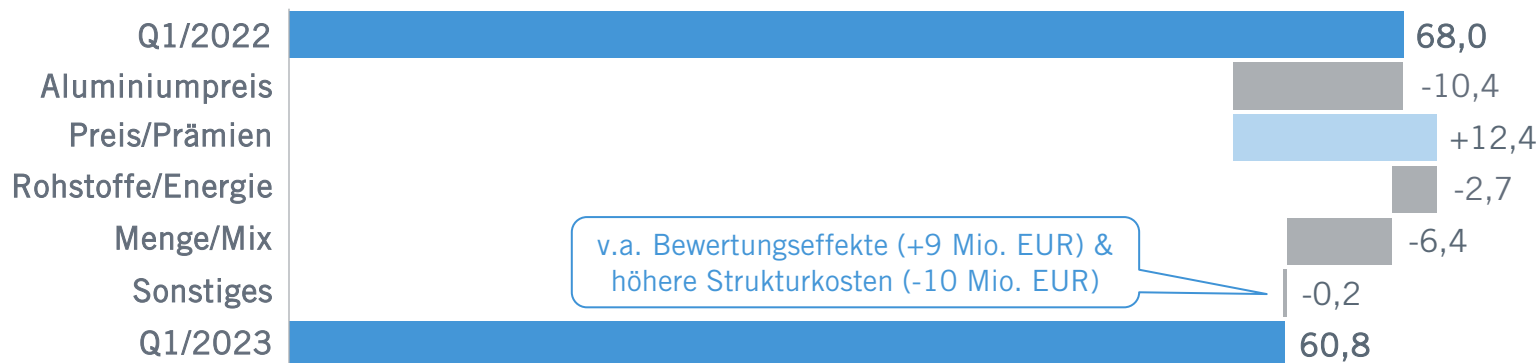 Q1/2022 68,0
Aluminiumpreis -10,4
Preis/Prämien +12,4
Rohstoffe/Energie -2,7
Menge/Mix -6,4
v.a. Bewertungseffekte (+9 Mio. EUR) &
höhere Strukturkosten (-10 Mio. EUR)
Sonstiges -0,2
Q1/2023 60,8